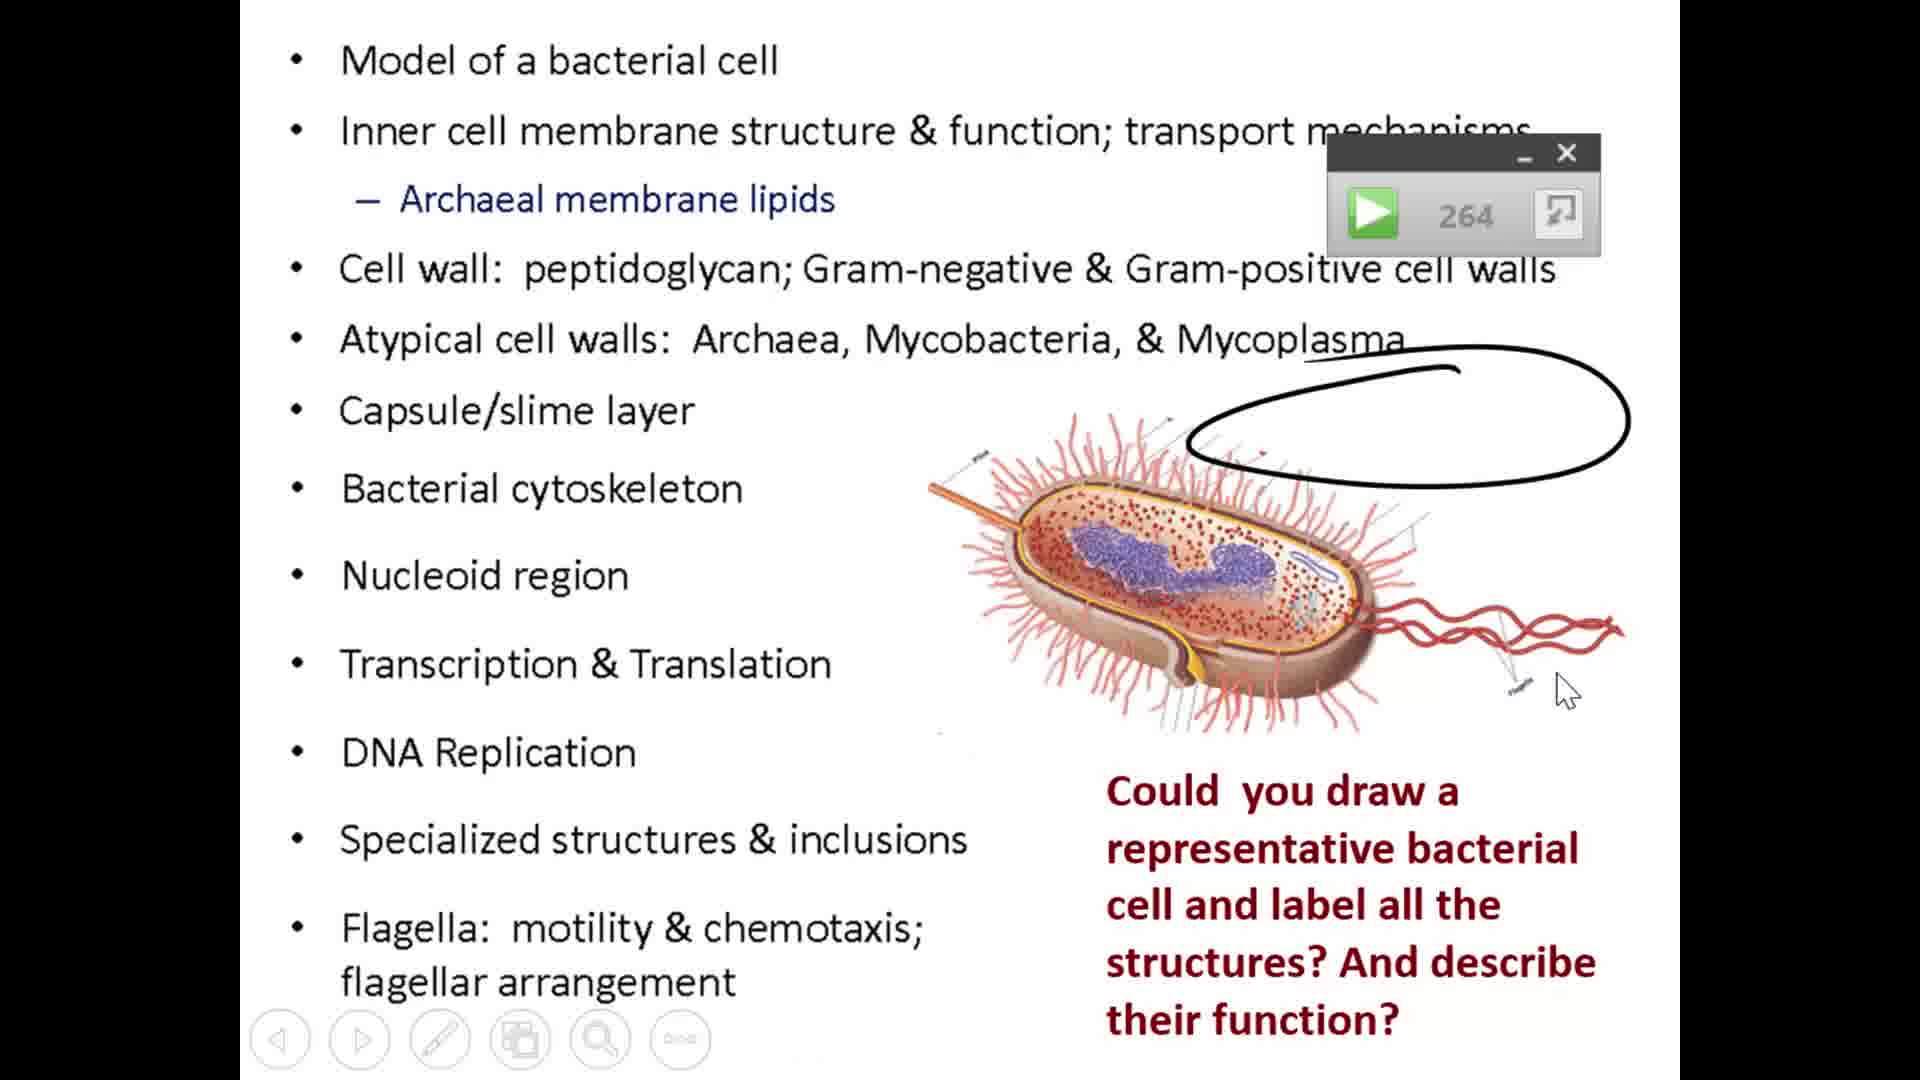 • Model of a bacterial cell
• Inner cell membrane structure & function; transport mechanisms
– Archaeal membrane lipids
264
• Cell wall:  peptidoglycan; Gram-negative & Gram-positive cell walls
• Atypical cell walls:  Archaea, Mycobacteria, & Mycoplasma
• Capsule/slime layer
• Bacterial cytoskeleton
• Nucleoid region
• Transcription & Translation
• DNA Replication
• Specialized structures & inclusions
• Flagella:  motility & chemotaxis;
flagellar arrangement
Pilus
Flagella
Could  you draw a
representative bacterial
cell and label all the
structures? And describe
their function?